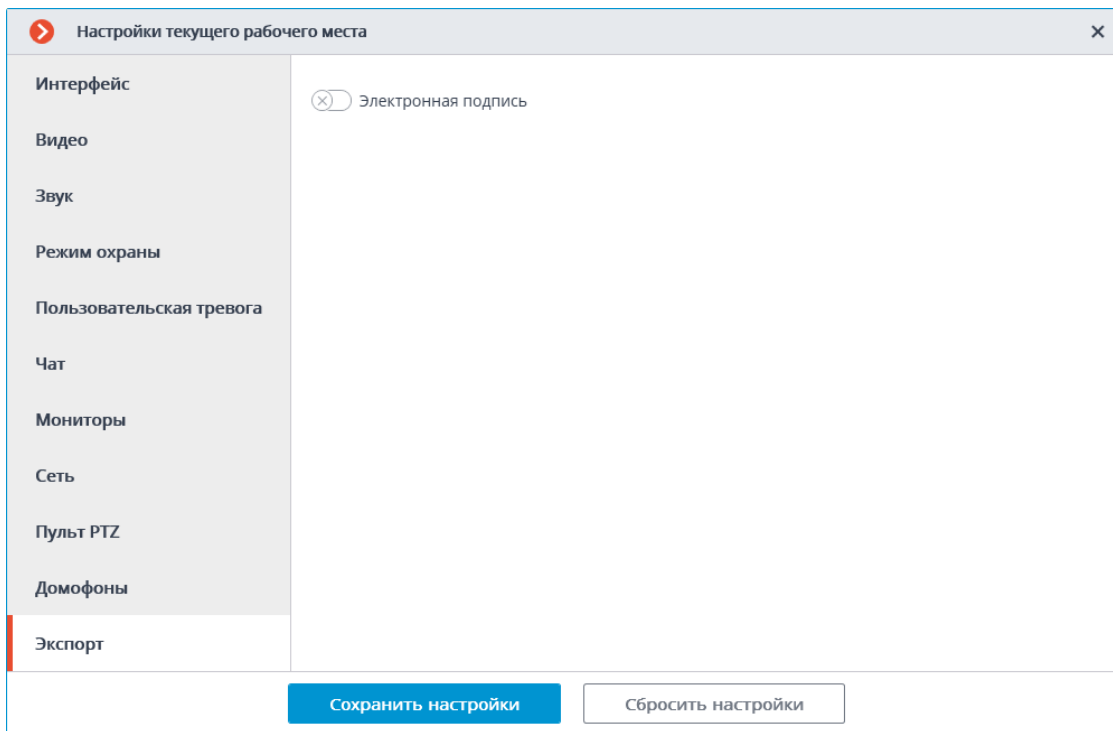 Настройки текущего рабочего места
Интерфейс
Электронная подпись
Видео
Звук
Режим охраны
Пользовательская тревога
Чат
Мониторы
Сеть
Пульт PTZ
Домофоны
Экспорт
Сохранить настройки
Сбросить настройки